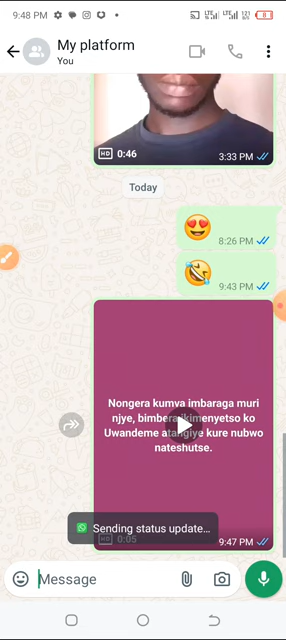 9:48 PM
8
My platform
You
HD 0:46
3:33 PM
Today
8:26 PM
9:43 PM
Nongera kumva imbaraga muri
njye, bimbera ikimenyetso ko
Uwandeme atangiye kure nubwo
nateshutse.
Sending status update...
HD 0:05
9:47 PM
Message